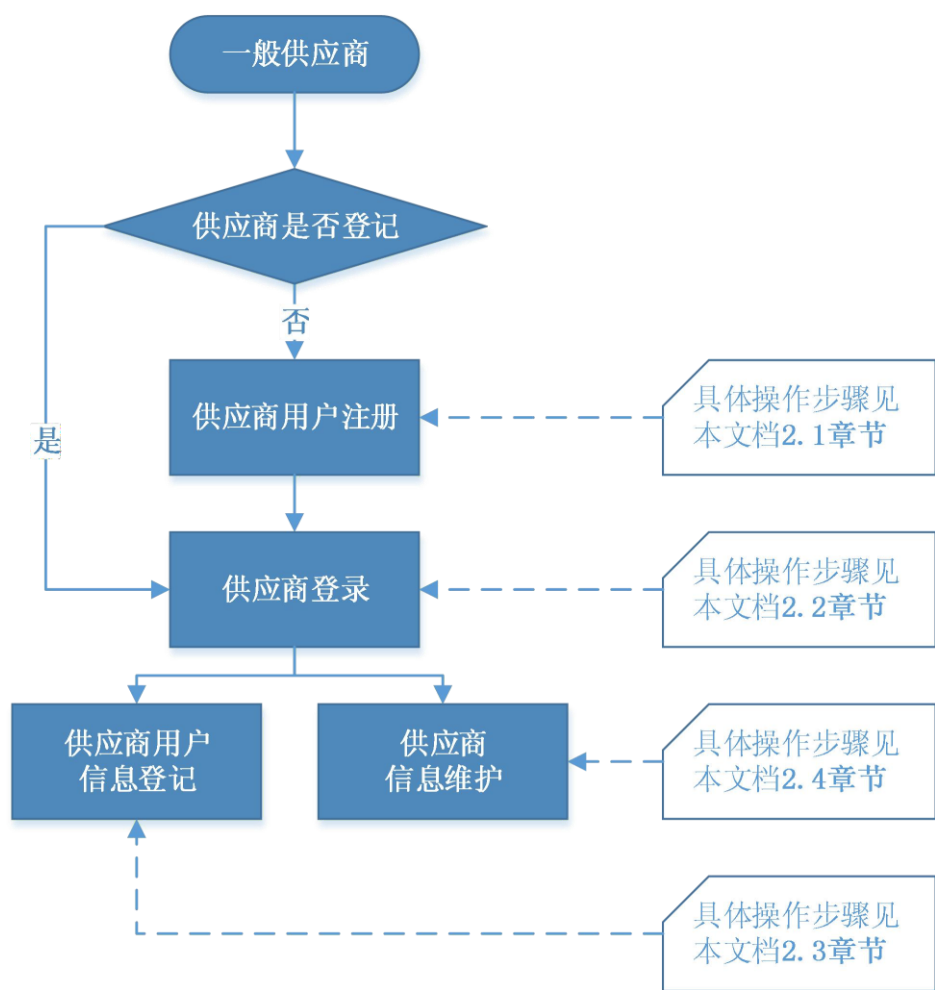 一般供应商
供应商是否登记
否
是
供应商用户注册
具体操作步骤见
本文档2.1章节
供应商登录
具体操作步骤见
本文档2.2章节
供应商用户
信息登记
供应商
信息维护
具体操作步骤见
本文档2.4章节
具体操作步骤见
本文档2.3章节